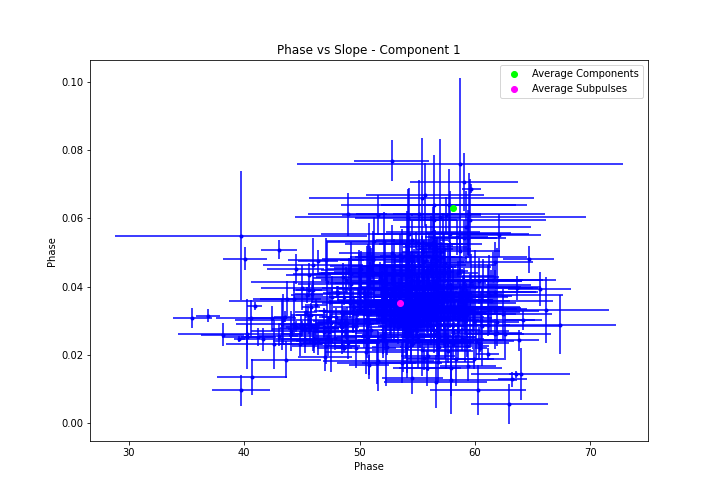 Phase vs Slope - Component 1
Average Components
Average Subpulses
0.10
0.08
0.06
0.04
0.02
0.00
Phase
30
40
50
60
70
Phase